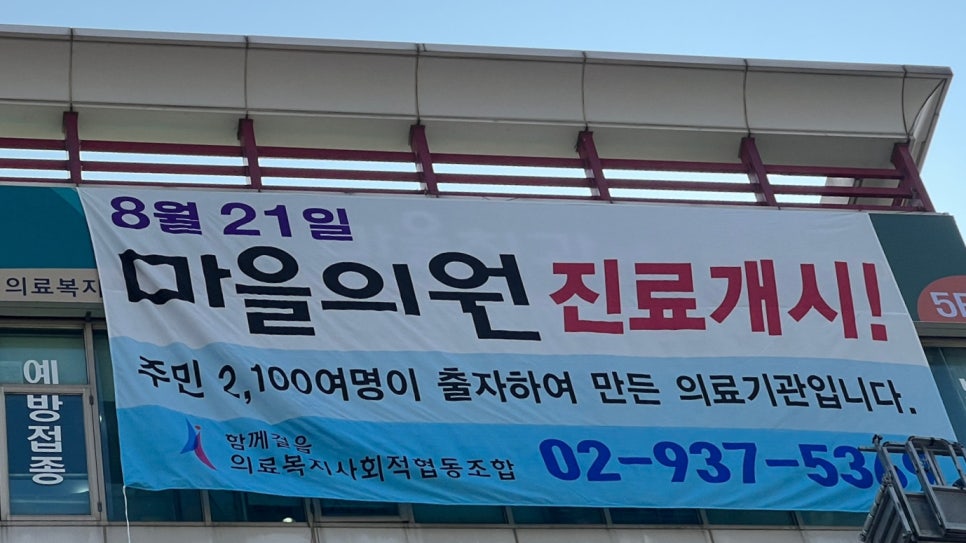 8월 21일
마을의원 진료개시!
의료복지
주민 2,100여명이 출자하여 만든 의료기관입니다.
예방접종
함께걸음
의료복지사회적협동조합
02-937-5369